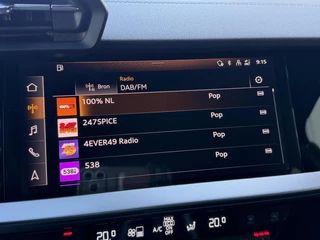 9:15
Radio
Bron DAB/FM
100% NL Pop
247SPICE Pop
4EVER49 Radio Pop
538 Pop
20.0 A/C MAX 20.0